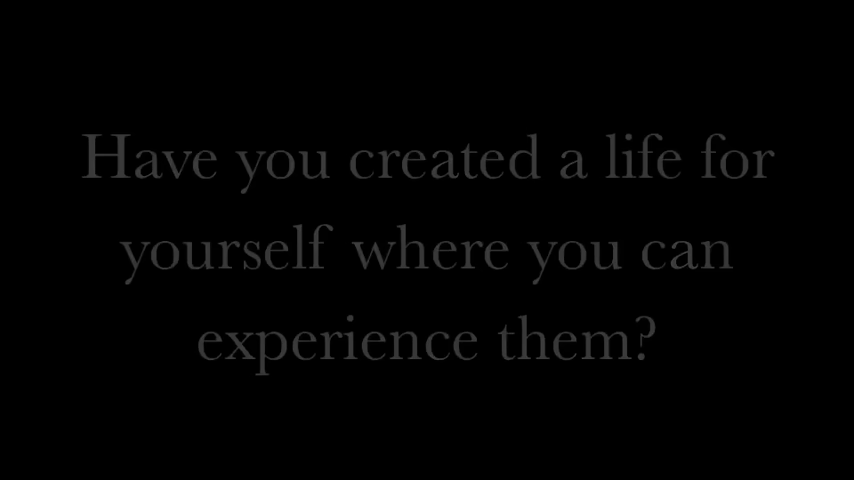 Have you created a life for
yourself where you can
experience them?